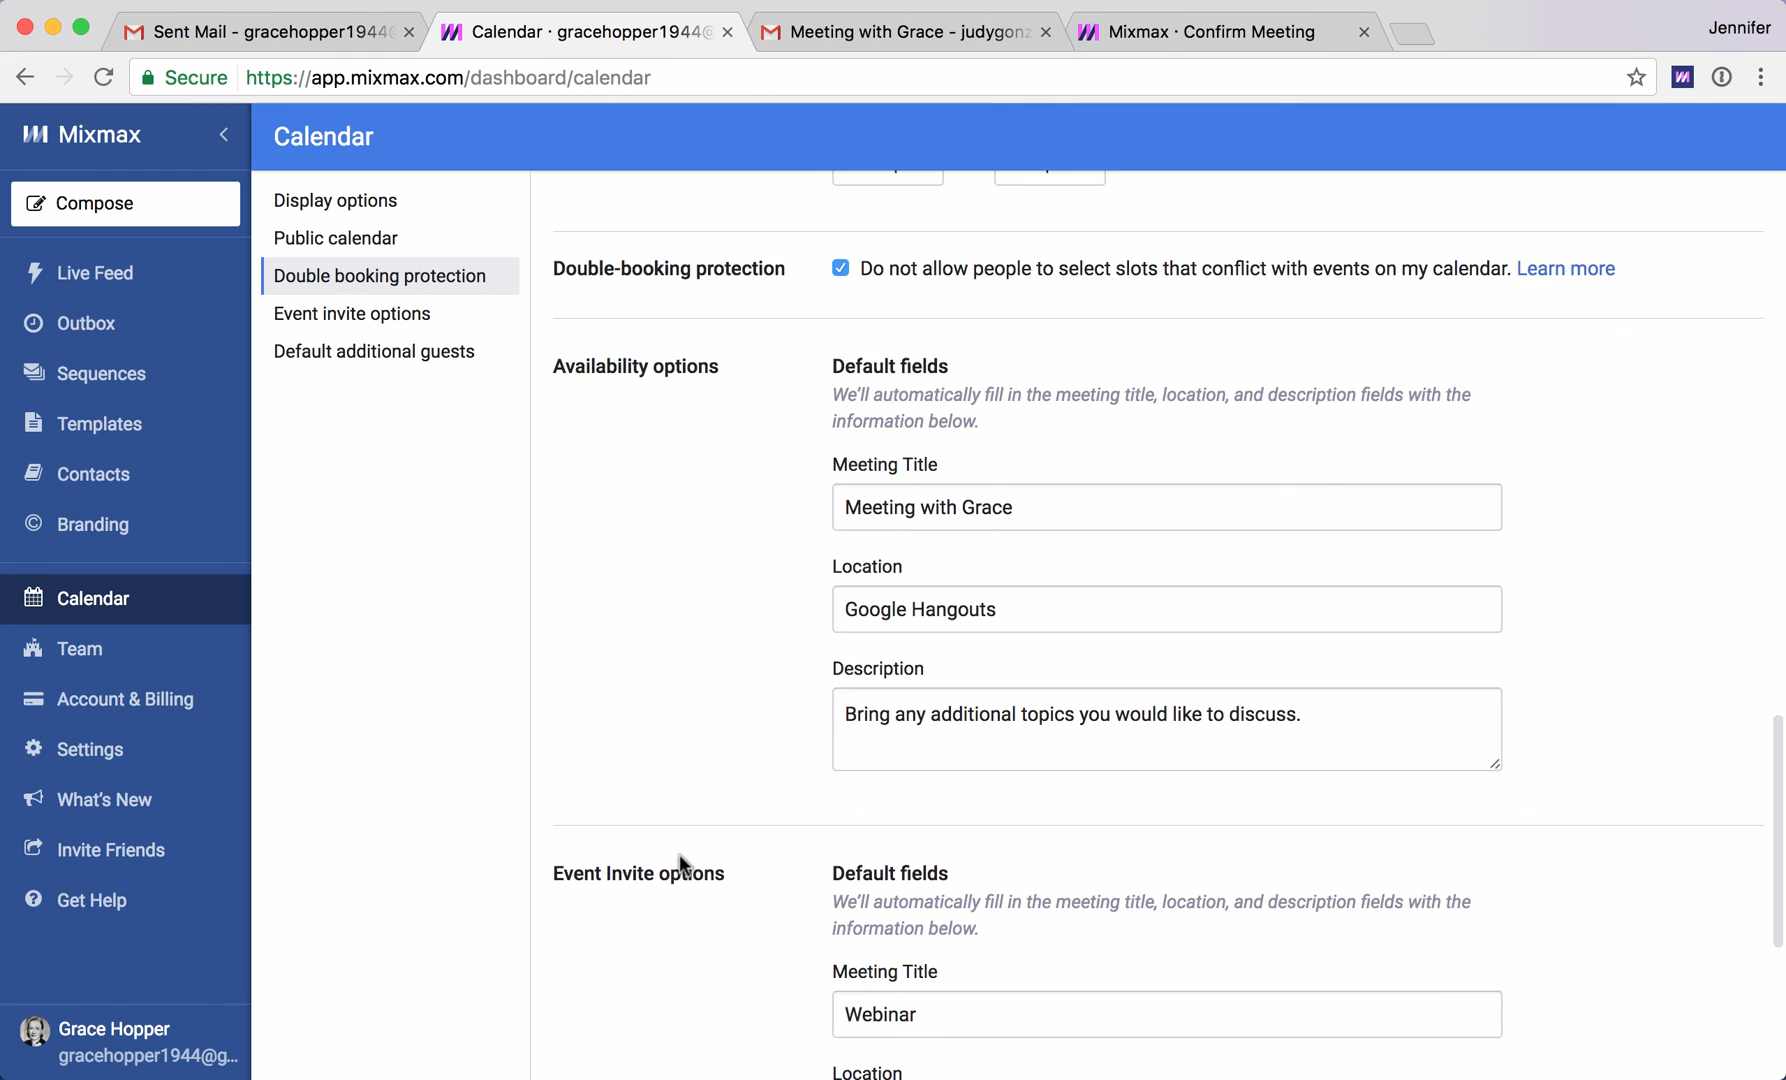 Sent Mail - gracehopper1944
Calendar · gracehopper1944@
Meeting with Grace - judygonz
Mixmax · Confirm Meeting
Jennifer
Secure
https://app.mixmax.com/dashboard/calendar
Mixmax
Calendar
Compose
Live Feed
Outbox
Sequences
Templates
Contacts
Branding
Calendar
Team
Account & Billing
Settings
What's New
Invite Friends
Get Help
Grace Hopper
gracehopper1944@g...
Display options
Public calendar
Double booking protection
Event invite options
Default additional guests
Double-booking protection
Do not allow people to select slots that conflict with events on my calendar. Learn more
Availability options
Default fields
We'll automatically fill in the meeting title, location, and description fields with the
information below.
Meeting Title
Meeting with Grace
Location
Google Hangouts
Description
Bring any additional topics you would like to discuss.
Event Invite options
Default fields
We'll automatically fill in the meeting title, location, and description fields with the
information below.
Meeting Title
Webinar
Location